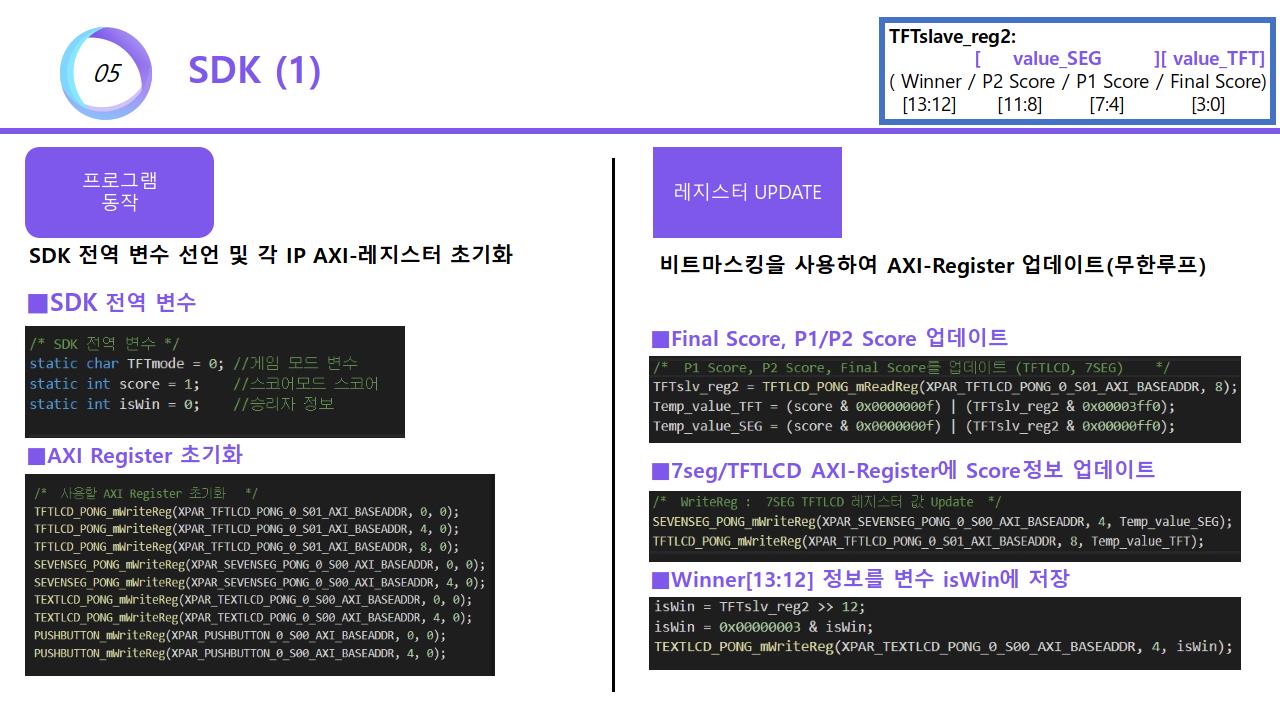 05
SDK (1)
TFTslave_reg2:
[ value_SEG ][ value_TFT]
( Winner / P2 Score / P1 Score / Final Score)
[13:12] [11:8] [7:4] [3:0]
프로그램
동작
SDK 전역 변수 선언 및 각 IP AXI-레지스터 초기화
■SDK 전역 변수
/* SDK 전역 변수 */
static char TFTmode = 0; //게임 모드 변수
static int score = 1; //스코어모드 스코어
static int isWin = 0; //승리자 정보
■AXI Register 초기화
/* 사용할 AXI Register 초기화 */
TFTLCD_PONG_mWriteReg(XPAR_TFTLCD_PONG_0_S01_AXI_BASEADDR, 0, 0);
TFTLCD_PONG_mWriteReg(XPAR_TFTLCD_PONG_0_S01_AXI_BASEADDR, 4, 0);
TFTLCD_PONG_mWriteReg(XPAR_TFTLCD_PONG_0_S01_AXI_BASEADDR, 8, 0);
SEVENSEG_PONG_mWriteReg(XPAR_SEVENSEG_PONG_0_S00_AXI_BASEADDR, 0, 0);
SEVENSEG_PONG_mWriteReg(XPAR_SEVENSEG_PONG_0_S00_AXI_BASEADDR, 4, 0);
TEXTLCD_PONG_mWriteReg(XPAR_TEXTLCD_PONG_0_S00_AXI_BASEADDR, 0, 0);
TEXTLCD_PONG_mWriteReg(XPAR_TEXTLCD_PONG_0_S00_AXI_BASEADDR, 4, 0);
PUSHBUTTON_mWriteReg(XPAR_PUSHBUTTON_0_S00_AXI_BASEADDR, 0, 0);
PUSHBUTTON_mWriteReg(XPAR_PUSHBUTTON_0_S00_AXI_BASEADDR, 4, 0);
레지스터 UPDATE
비트마스킹을 사용하여 AXI-Register 업데이트(무한루프)
■Final Score, P1/P2 Score 업데이트
/* P1 Score, P2 Score, Final Score를 업데이트 (TFTLCD, 7SEG) */
TFTslv_reg2 = TFTLCD_PONG_mReadReg(XPAR_TFTLCD_PONG_0_S01_AXI_BASEADDR, 8);
Temp_value_TFT = (score & 0x0000000f) | (TFTslv_reg2 & 0x00003ff0);
Temp_value_SEG = (score & 0x0000000f) | (TFTslv_reg2 & 0x00000ff0);
■7seg/TFTLCD AXI-Register에 Score정보 업데이트
/* WriteReg : 7SEG TFTLCD 레지스터 값 Update */
SEVENSEG_PONG_mWriteReg(XPAR_SEVENSEG_PONG_0_S00_AXI_BASEADDR, 4, Temp_value_SEG);
TFTLCD_PONG_mWriteReg(XPAR_TFTLCD_PONG_0_S01_AXI_BASEADDR, 8, Temp_value_TFT);
■Winner[13:12] 정보를 변수 isWin에 저장
isWin = TFTslv_reg2 >> 12;
isWin = 0x00000003 & isWin;
TEXTLCD_PONG_mWriteReg(XPAR_TEXTLCD_PONG_0_S00_AXI_BASEADDR, 4, isWin);